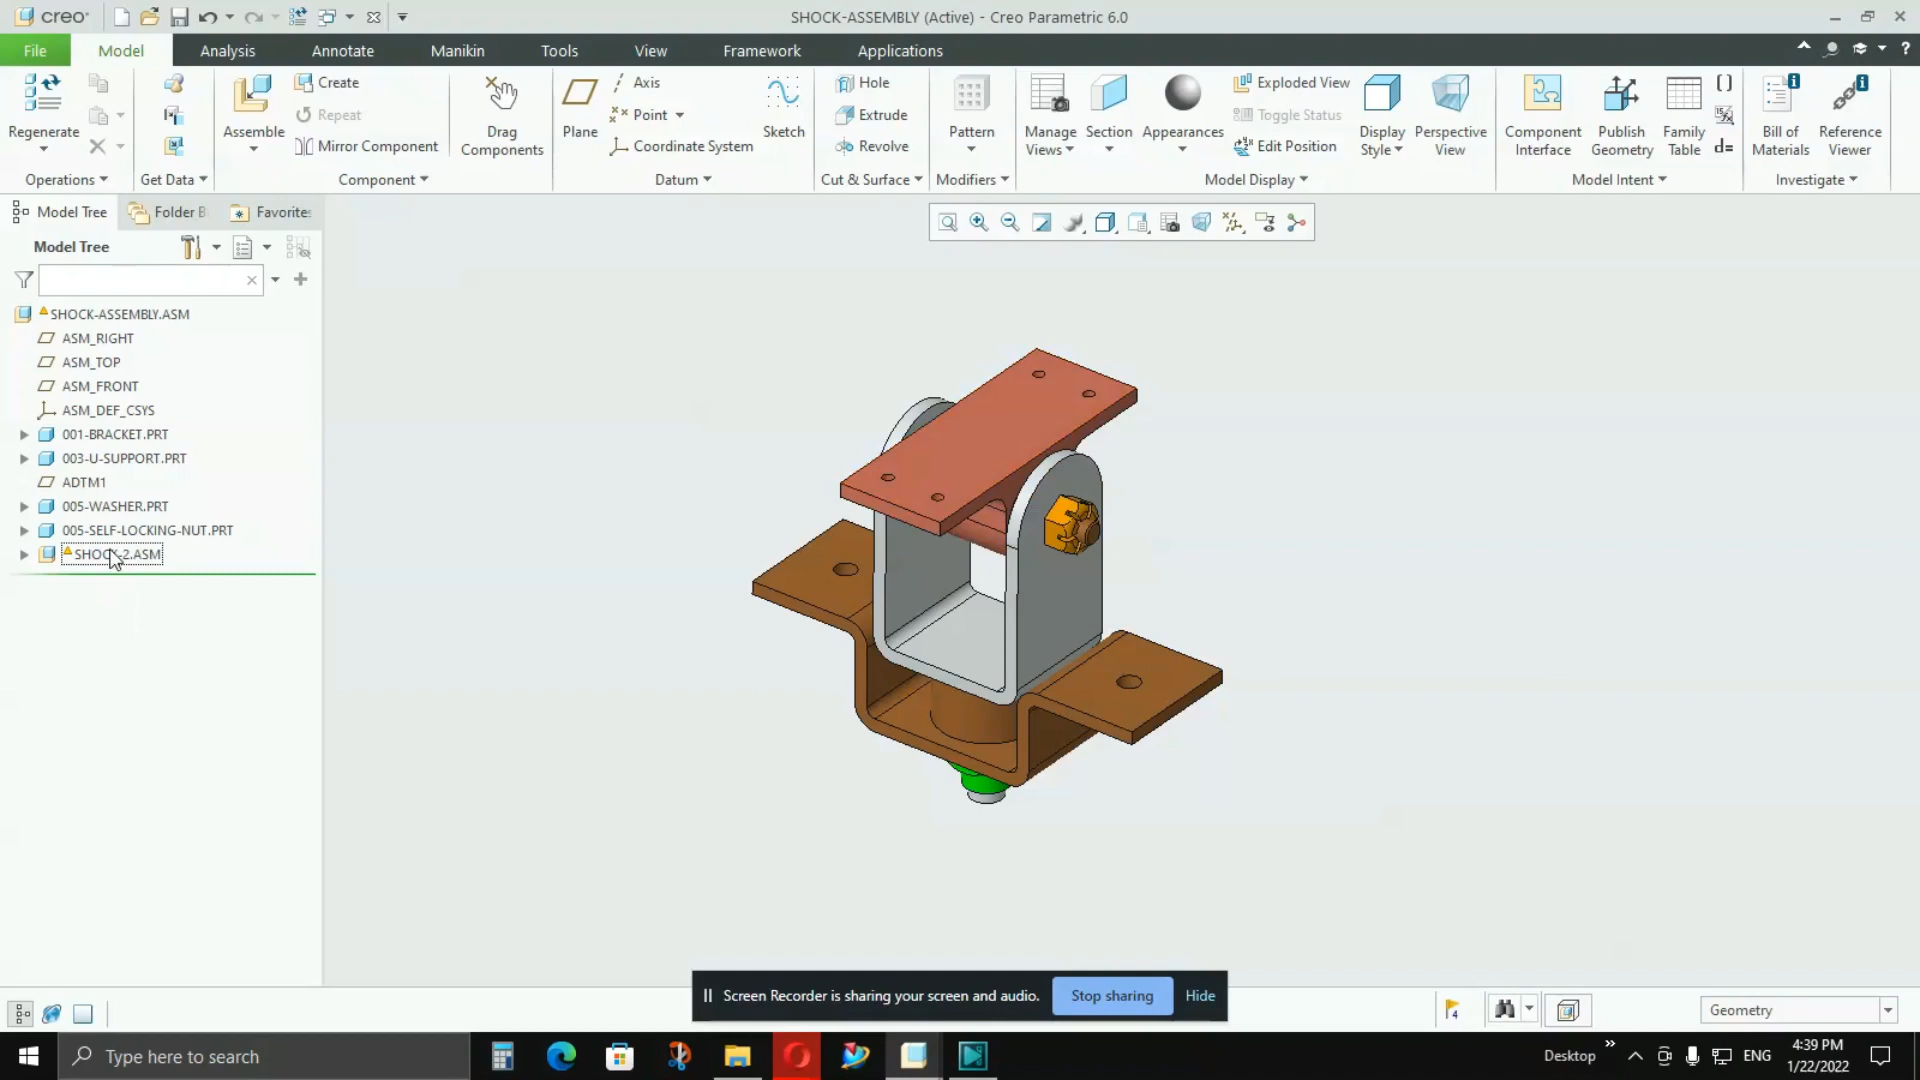 creo
SHOCK-ASSEMBLY (Active) - Creo Parametric 6.0
File Model Analysis Annotate Manikin Tools View Framework Applications
Regenerate
Operations
Get Data
Assemble
Create
Repeat
Mirror Component
Drag
Components
Component
Plane
Axis
Point
Coordinate System
Sketch
Datum
Hole
Extrude
Revolve
Cut & Surface
Pattern
Modifiers
Manage
Views
Section
Appearances
Exploded View
Toggle Status
Edit Position
Display
Style
Perspective
View
Model Display
Component
Interface
Publish
Geometry
Family
Table
d=
Model Intent
Bill of
Materials
Reference
Viewer
Investigate
Model Tree Folder B Favorite
Model Tree
SHOCK-ASSEMBLY.ASM
ASM_RIGHT
ASM_TOP
ASM_FRONT
ASM_DEF_CSYS
001-BRACKET.PRT
003-U-SUPPORT.PRT
ADTM1
005-WASHER.PRT
005-SELF-LOCKING-NUT.PRT
SHOCK-2.ASM
Screen Recorder is sharing your screen and audio.
Stop sharing
Hide
4
Geometry
Type here to search
Desktop
ENG
4:39 PM
1/22/2022